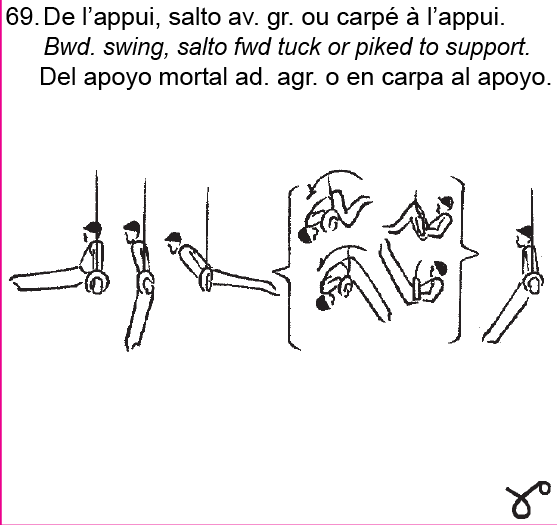 69. De l’appui, salto av. gr. ou carpé à l’appui.
Bwd. swing, salto fwd tuck or piked to support.
Del apoyo mortal ad. agr. o en carpa al apoyo.